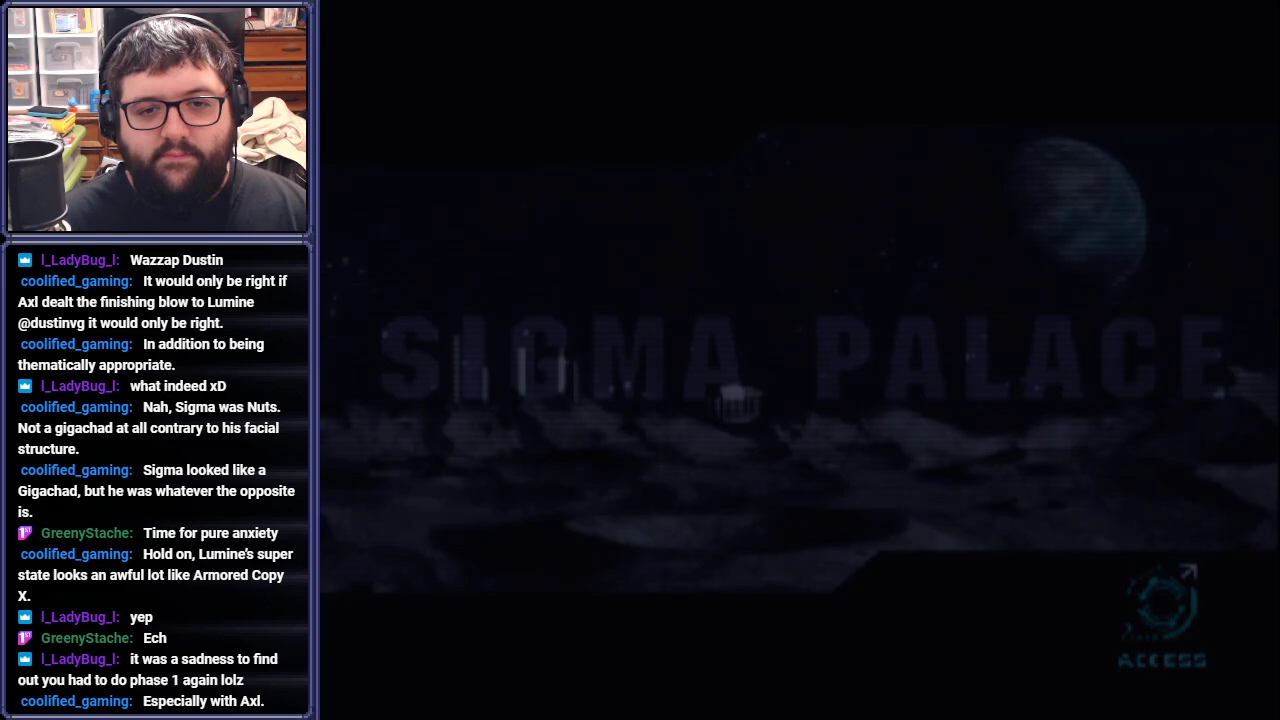 l_LadyBug_l: Wazzap Dustin
coolified_gaming: It would only be right if
Axl dealt the finishing blow to Lumine
@dustinvg it would only be right.
coolified_gaming: In addition to being
thematically appropriate.
l_LadyBug_l: what indeed xD
coolified_gaming: Nah, Sigma was Nuts.
Not a gigachad at all contrary to his facial
structure.
coolified_gaming: Sigma looked like a
Gigachad, but he was whatever the opposite
is.
GreenyStache: Time for pure anxiety
coolified_gaming: Hold on, Lumine's super
state looks an awful lot like Armored Copy
X.
l_LadyBug_l: yep
GreenyStache: Ech
l_LadyBug_l: it was a sadness to find
out you had to do phase 1 again lolz
coolified_gaming: Especially with Axl.
SIGMA PALACE
ACCESS